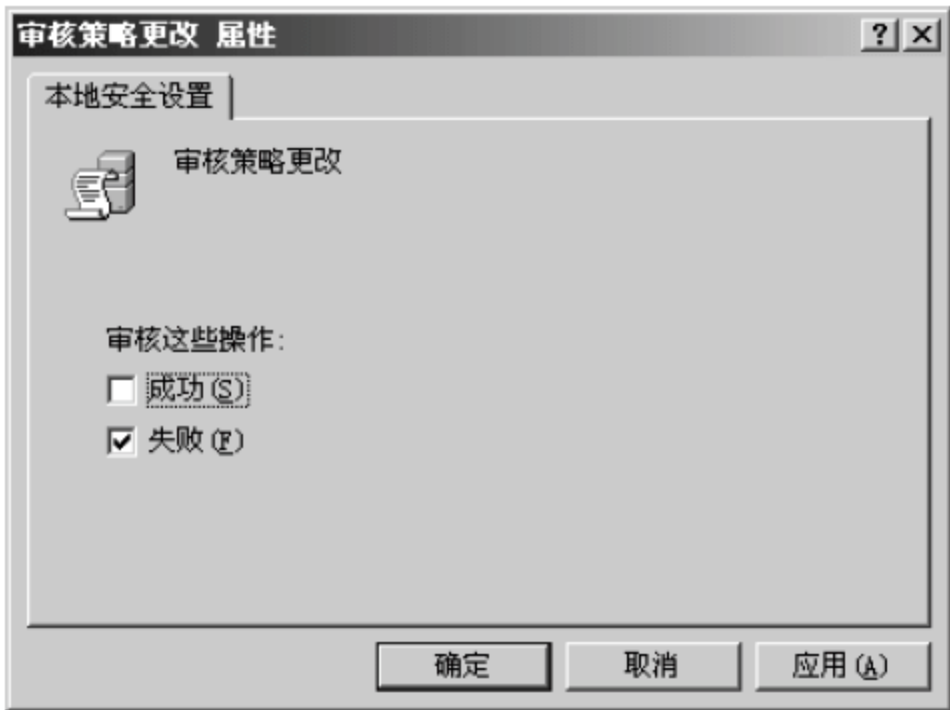 审核策略更改 属性
本地安全设置
审核策略更改
审核这些操作:
成功(S)
失败(F)
确定 取消 应用(A)